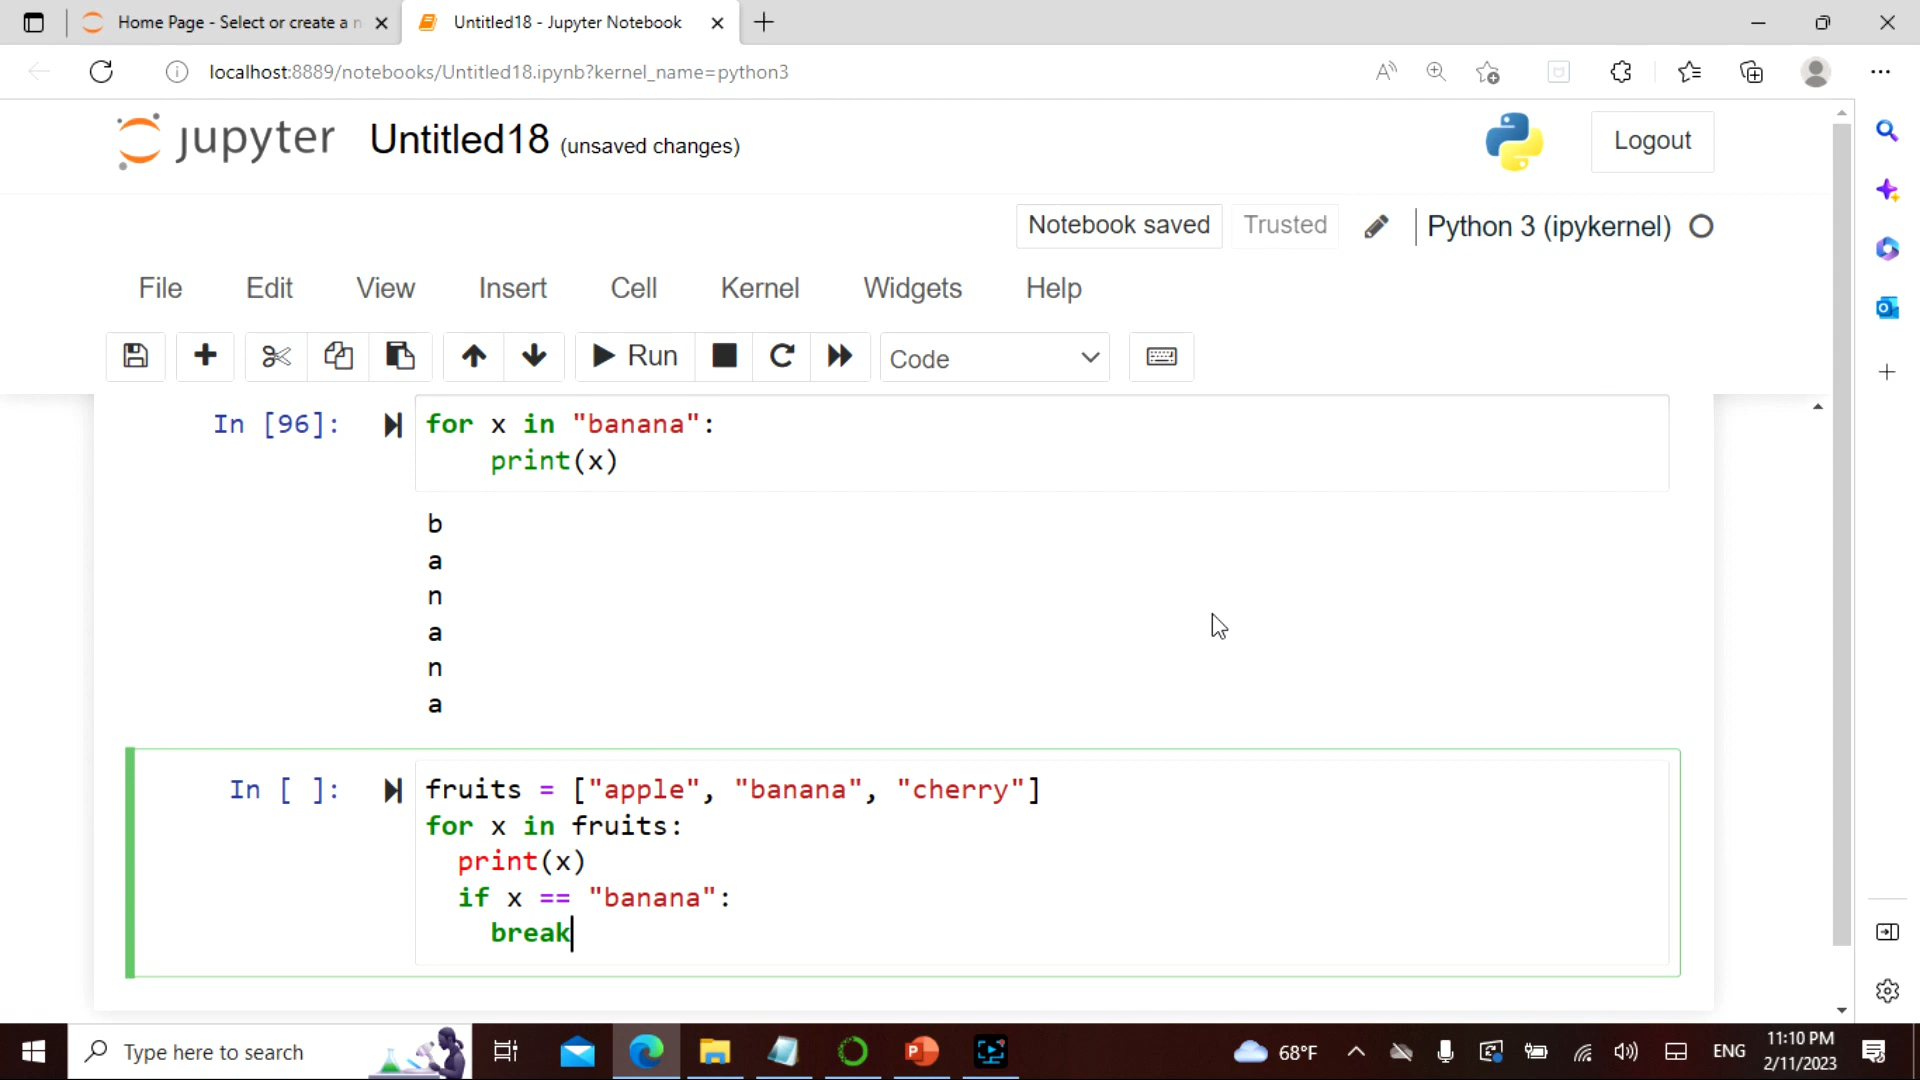 Home Page - Select or create a n
Untitled18 - Jupyter Notebook
localhost:8889/notebooks/Untitled18.ipynb?kernel_name=python3
jupyter Untitled18 (unsaved changes)
Logout
Notebook saved Trusted Python 3 (ipykernel)
File Edit View Insert Cell Kernel Widgets Help
Run Code
In [96]: for x in "banana":
print(x)
b
a
n
a
n
a
In [ ]: fruits = ["apple", "banana", "cherry"]
for x in fruits:
print(x)
if x == "banana":
break
Type here to search
68°F
ENG
11:10 PM
2/11/2023